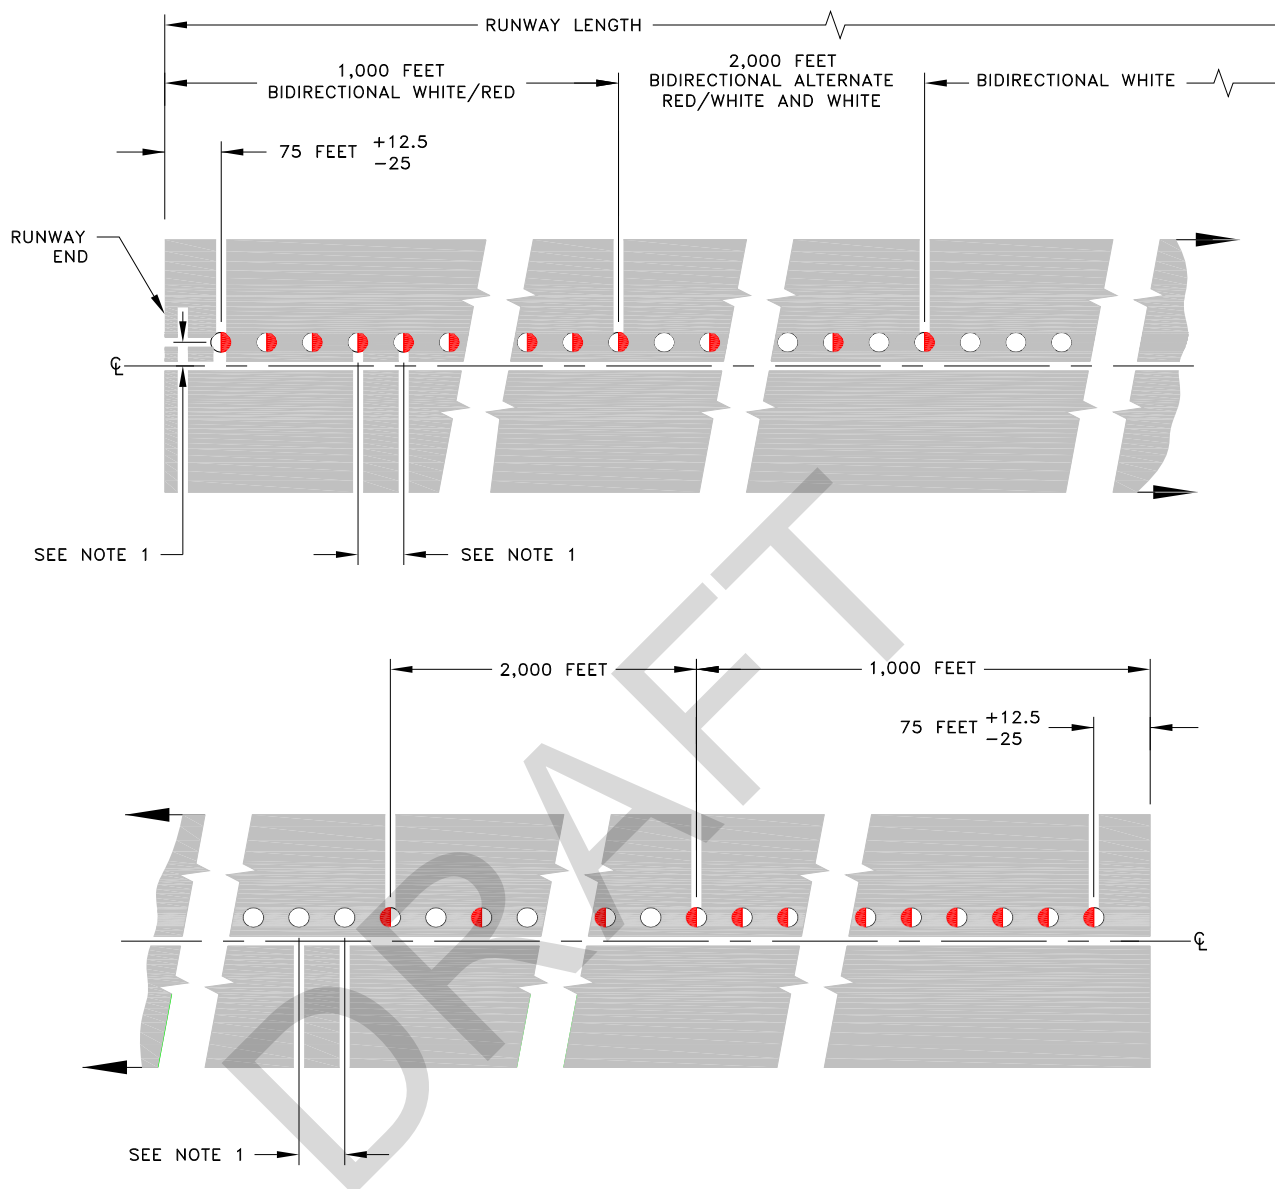 RUNWAY LENGTH
1,000 FEET
BIDIRECTIONAL WHITE/RED
2,000 FEET
BIDIRECTIONAL ALTERNATE
RED/WHITE AND WHITE
BIDIRECTIONAL WHITE
75 FEET +12.5
-25
RUNWAY
END
℄
SEE NOTE 1
SEE NOTE 1
2,000 FEET
1,000 FEET
75 FEET +12.5
-25
℄
SEE NOTE 1
DRAFT